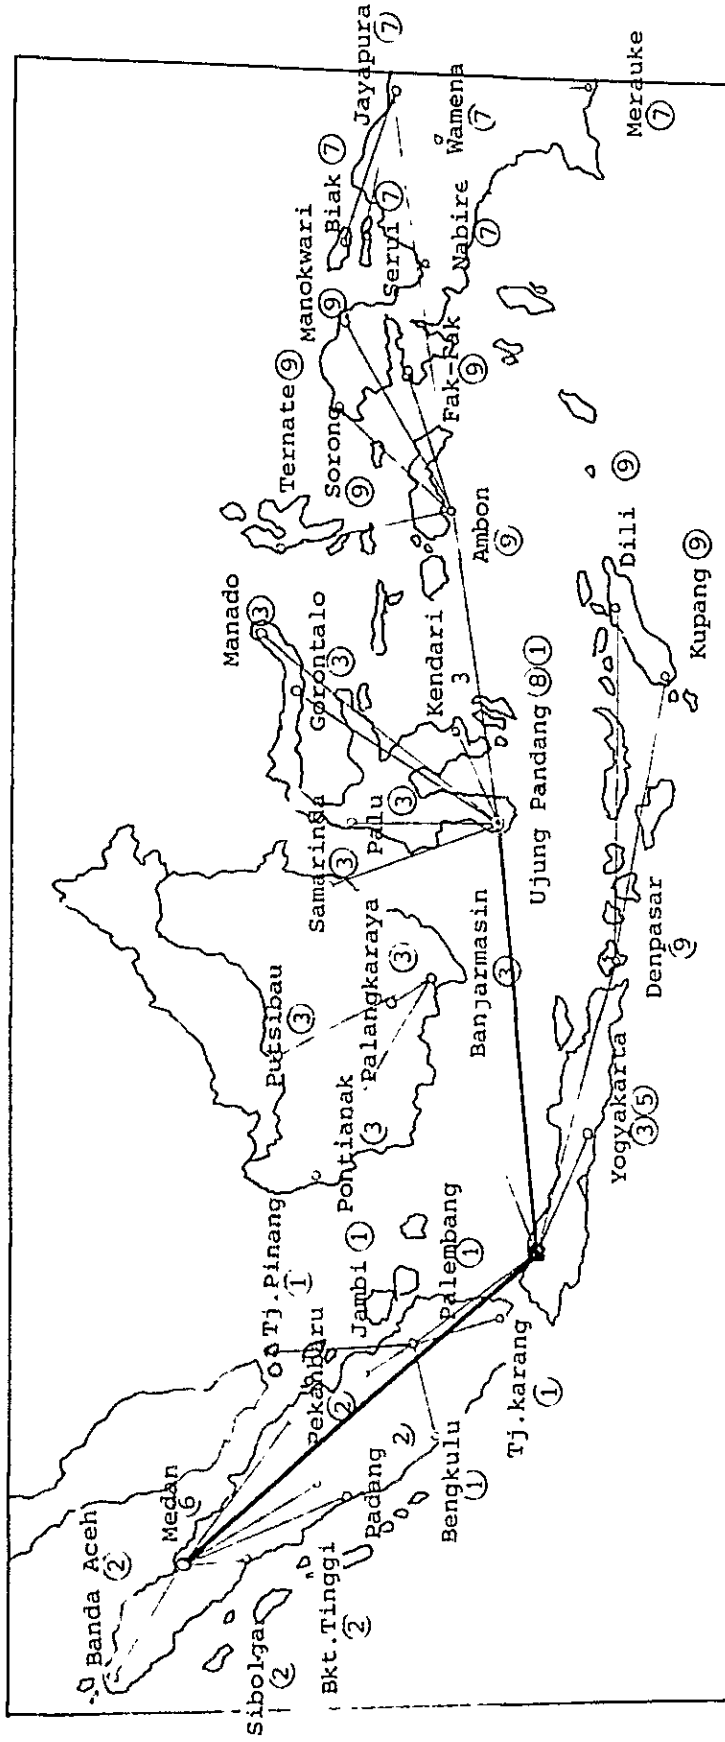 Banda Aceh
②
Medan
6
Sibolga
②
Bkt.Tinggi
②
Padang
2
Pekanbaru
②
Tj.Pinang
①
Jambi ①
Palembang
①
Bengkulu
①
Tj.karang
①
Pontianak
③
Putsibau
③
Palangkaraya
③
Banjarmasin
③
Samarinda
③
Palu
③
Gorontalo
③
Manado
③
Kendari
3
Ujung Pandang ⑧ ①
Yogyakarta
③⑤
Denpasar
9
Kupang ⑨
Dili ⑨
Ambon
⑨
Ternate ⑨
Sorong
⑨
Manokwari
⑨
Fak-Fak
⑨
Biak ⑦
Serui ⑦
Nabire
⑦
Jayapura
⑦
Wamena
⑦
Merauke
⑦